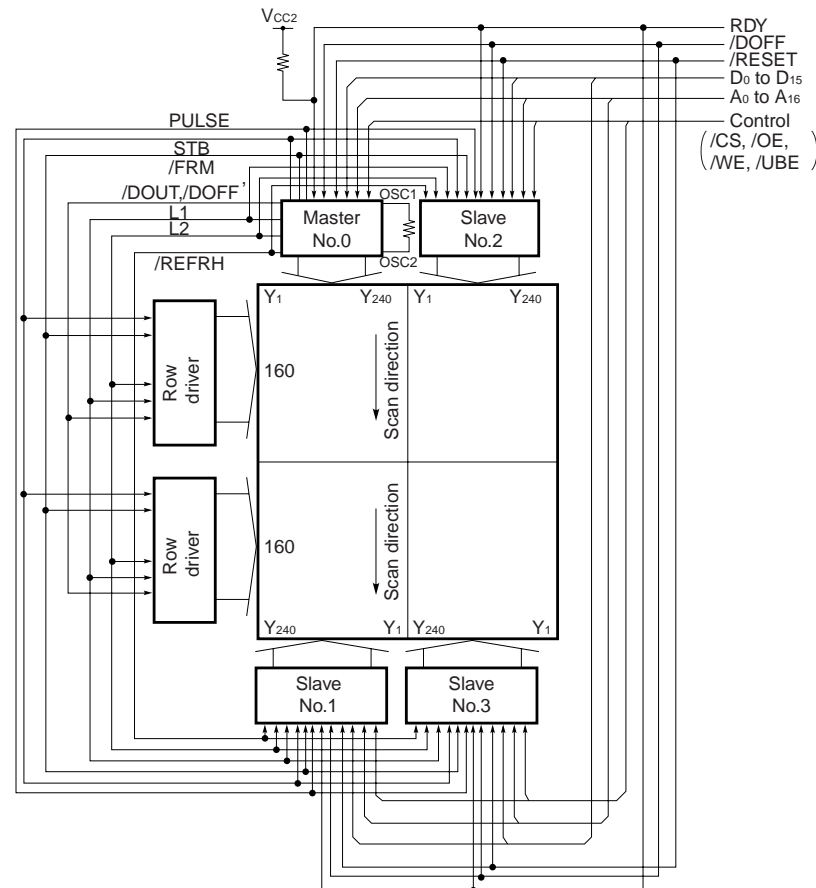 VCC2
RDY
/DOFF
/RESET
D0 to D15
A0 to A16
Control
(/CS, /OE,
/WE, /UBE)
PULSE
STB
/FRM
/DOUT,/DOFF'
L1
L2
/REFRH
OSC1
OSC2
Master
No.0
Slave
No.2
Y1
Y240
Y1
Y240
Row
driver
160
Scan direction
Row
driver
160
Scan direction
Y240
Y1
Y240
Y1
Slave
No.1
Slave
No.3